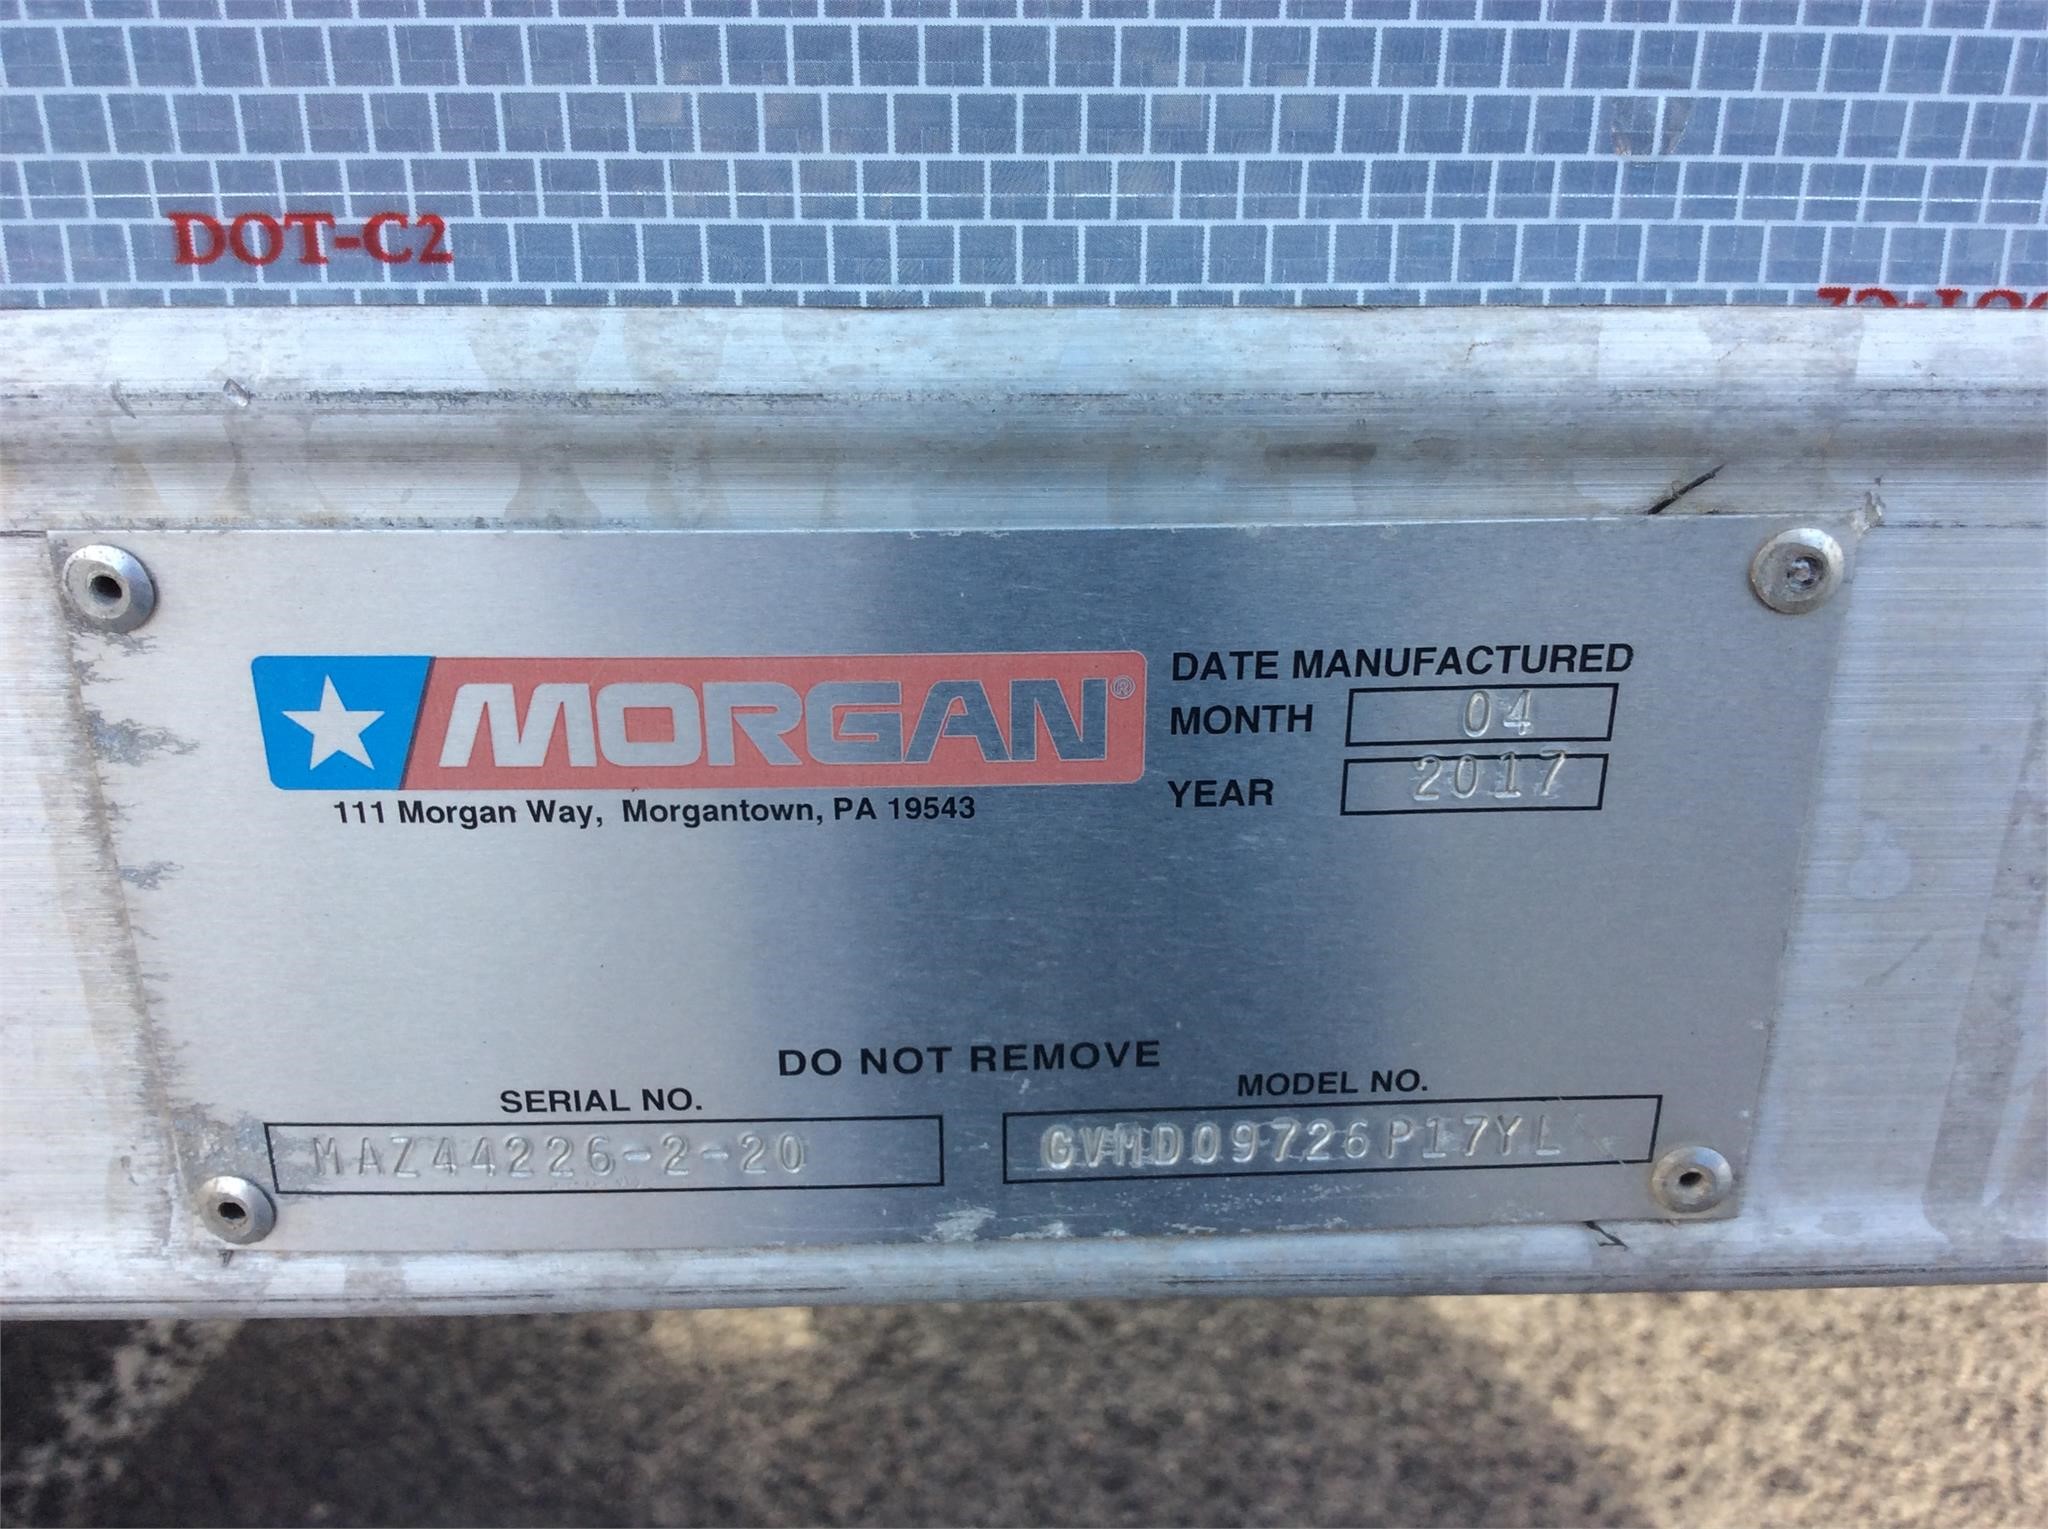 DOT-C2
MORGAN®
111 Morgan Way, Morgantown, PA 19543
DATE MANUFACTURED
MONTH 04
YEAR 2017
DO NOT REMOVE
SERIAL NO.
MAZ44226-2-20
MODEL NO.
GVMD09726P17YL